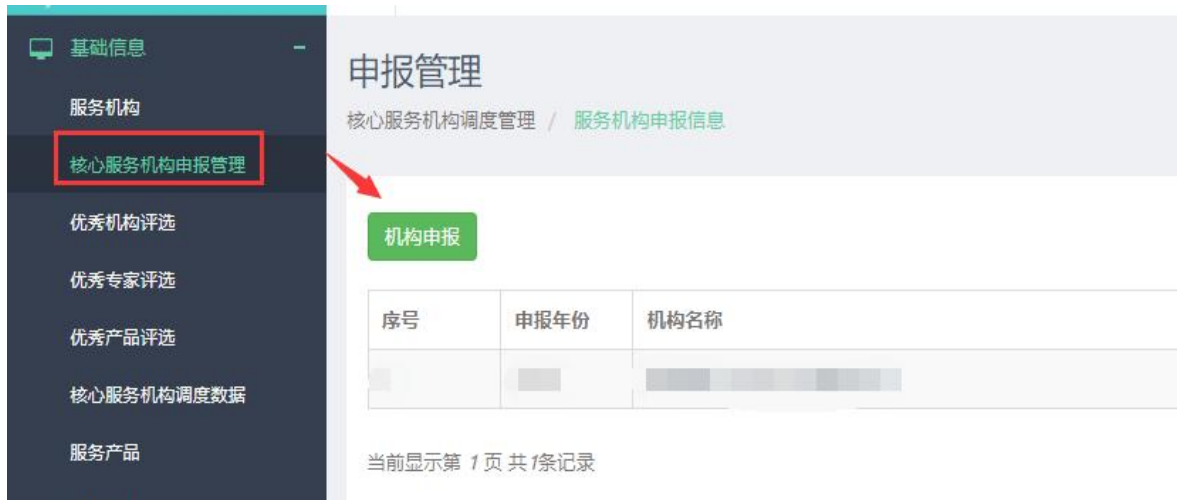 基础信息
服务机构
核心服务机构申报管理
优秀机构评选
优秀专家评选
优秀产品评选
核心服务机构调度数据
服务产品
申报管理
核心服务机构调度管理 / 服务机构申报信息
机构申报
序号 申报年份 机构名称
当前显示第 1 页 共1条记录